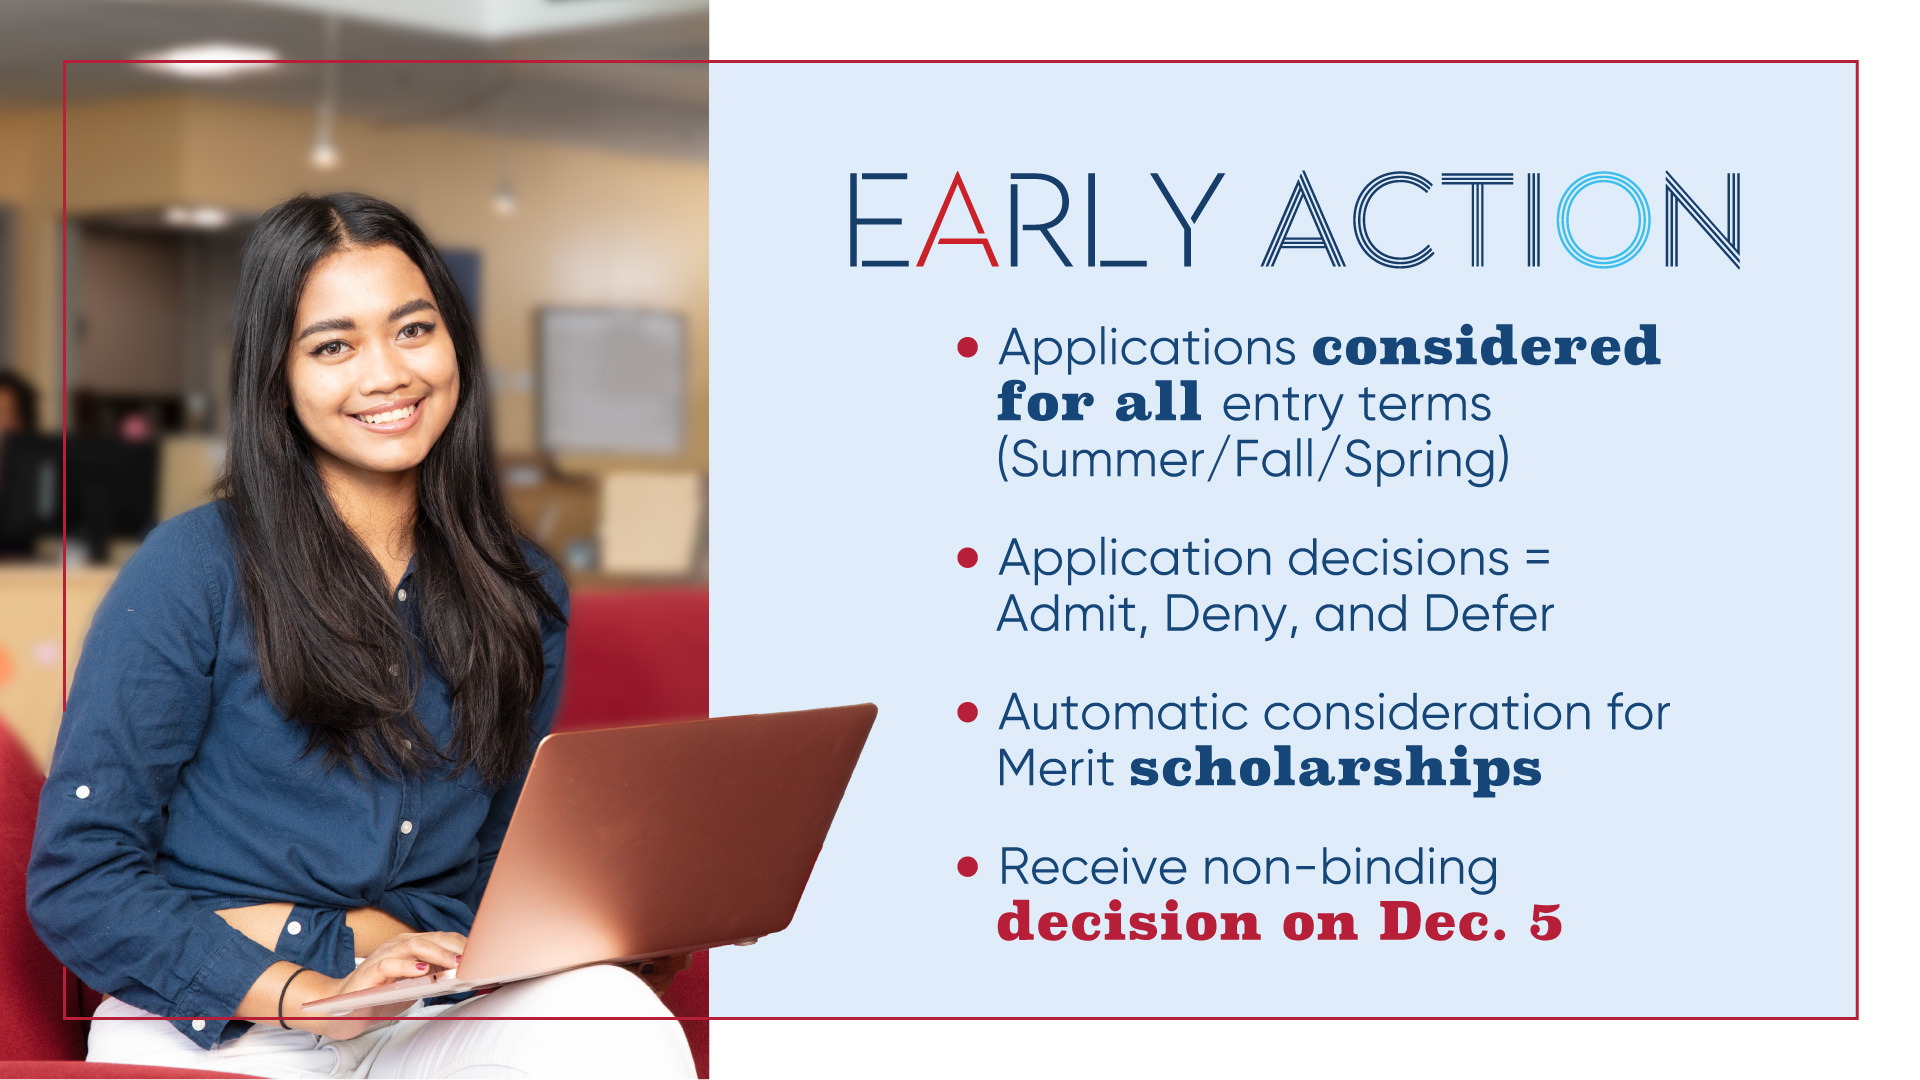 EARLY ACTION
• Applications considered
for all entry terms
(Summer/Fall/Spring)
• Application decisions =
Admit, Deny, and Defer
• Automatic consideration for
Merit scholarships
• Receive non-binding
decision on Dec. 5